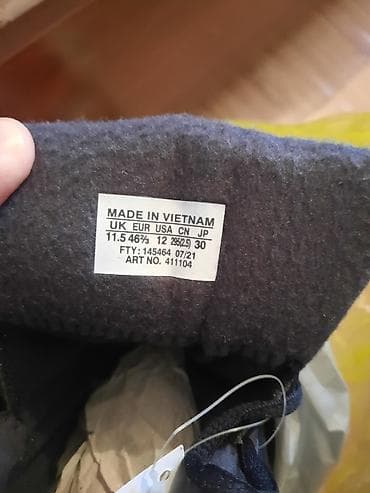 MADE IN VIETNAM
UK EUR USA CN JP
11.5 46⅔ 12 295(2.5) 30
FTY: 145464 07/21
ART NO. 411104